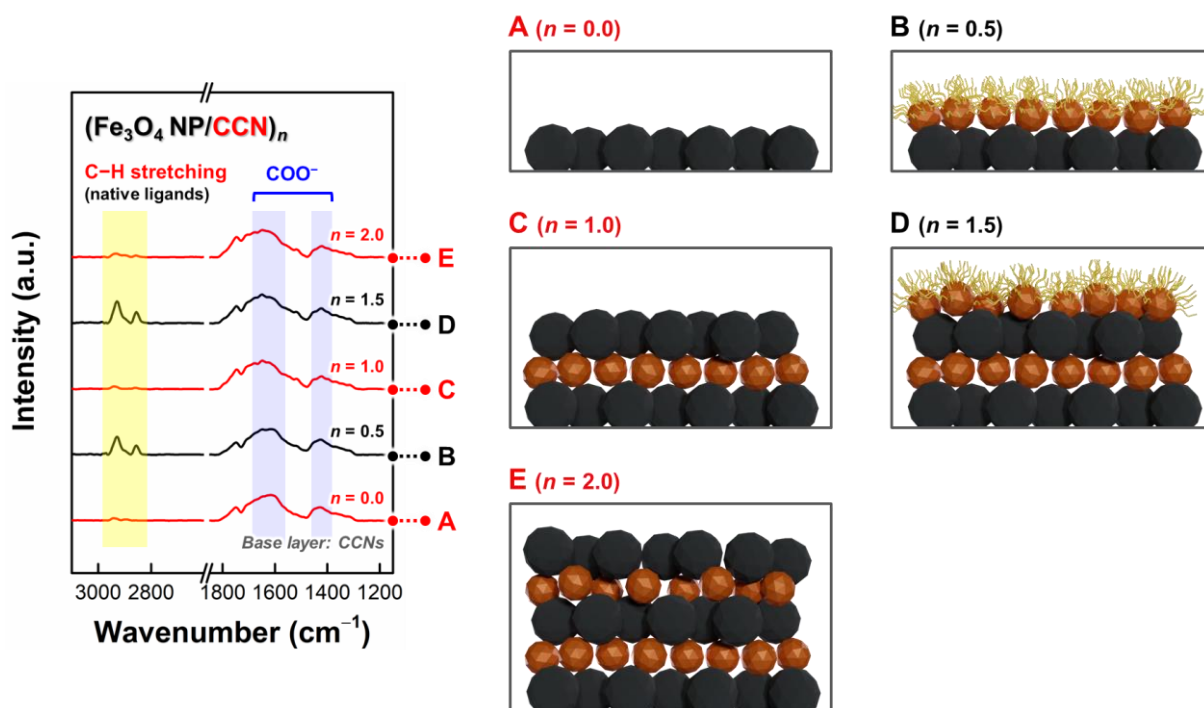 (Fe₃O₄ NP/CCN)ₙ
C−H stretching
(native ligands)
COO⁻
n = 2.0
E
n = 1.5
D
n = 1.0
C
n = 0.5
B
n = 0.0
A
Base layer: CCNs
3000 2800 1800 1600 1400 1200
Wavenumber (cm⁻¹)
Intensity (a.u.)
A (n = 0.0)
B (n = 0.5)
C (n = 1.0)
D (n = 1.5)
E (n = 2.0)